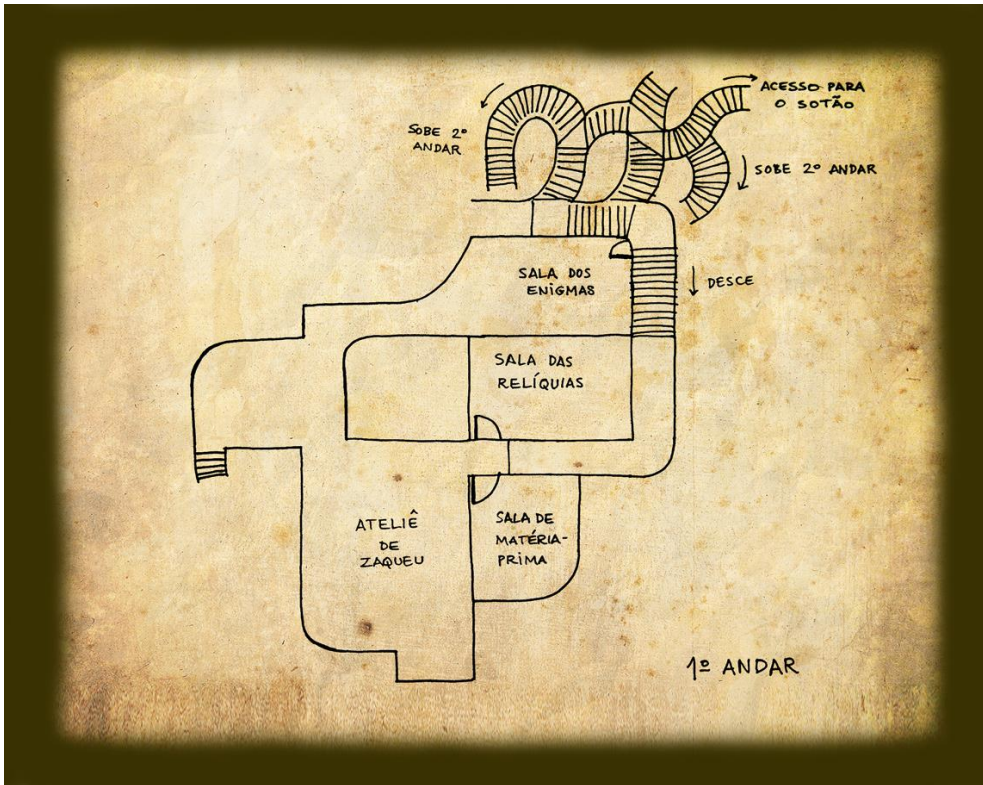 ACESSO PARA
O SOTÃO
SOBE 2º
ANDAR
SOBE 2º ANDAR
SALA DOS
ENIGMAS
DESCE
SALA DAS
RELÍQUIAS
ATELIÊ
DE
ZAQUEU
SALA DE
MATÉRIA-
PRIMA
1º ANDAR